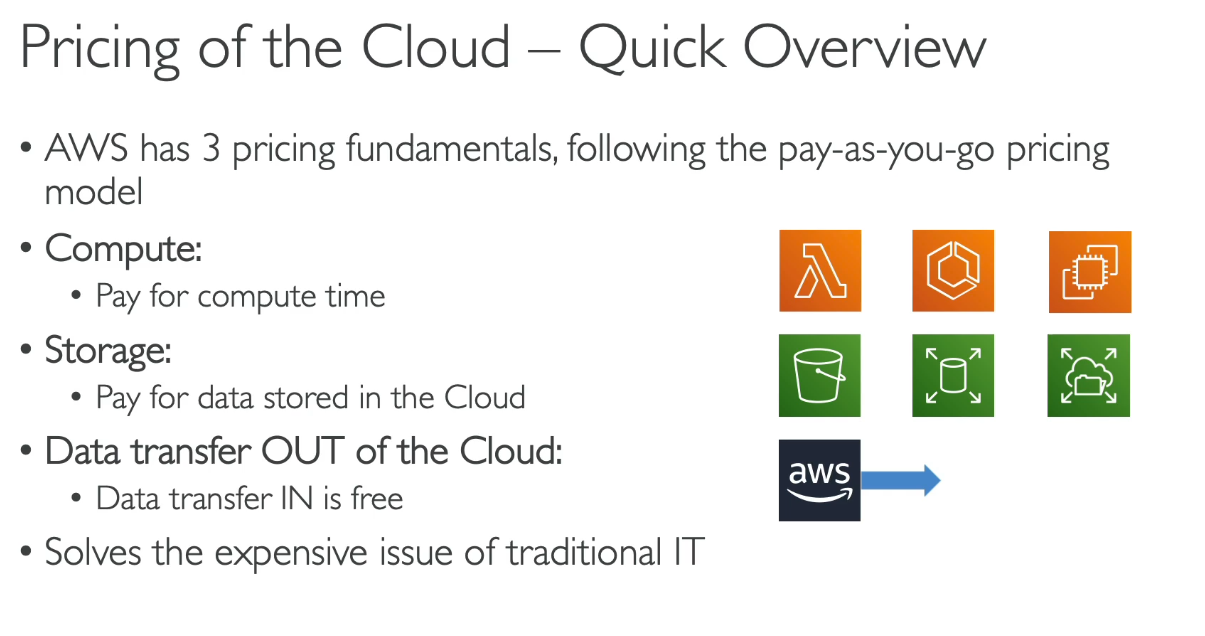 Pricing of the Cloud – Quick Overview
• AWS has 3 pricing fundamentals, following the pay-as-you-go pricing
model
• Compute:
• Pay for compute time
• Storage:
• Pay for data stored in the Cloud
• Data transfer OUT of the Cloud:
aws
• Data transfer IN is free
• Solves the expensive issue of traditional IT